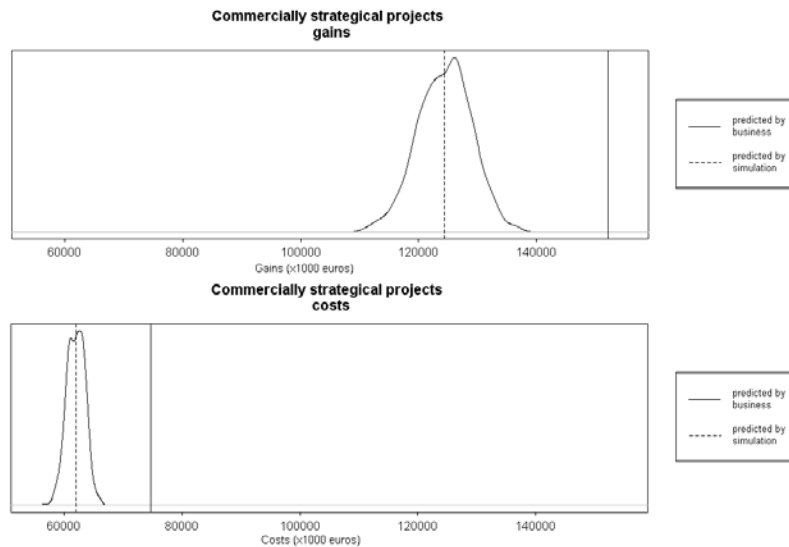 Commercially strategical projects
gains
predicted by
business
predicted by
simulation
60000 80000 100000 120000 140000
Gains (x1000 euros)
Commercially strategical projects
costs
predicted by
business
predicted by
simulation
60000 80000 100000 120000 140000
Costs (x1000 euros)